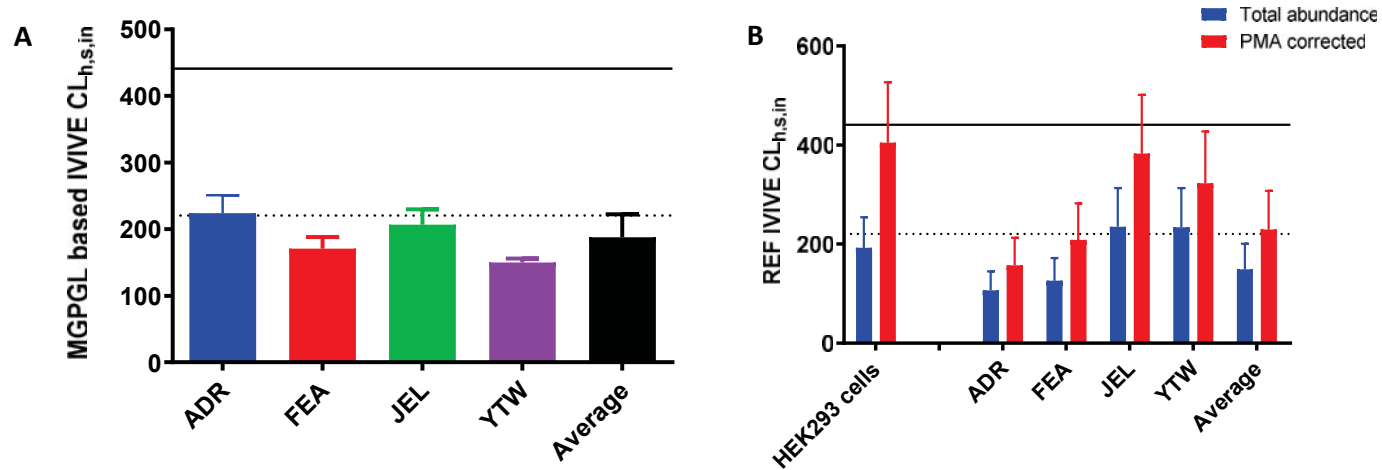 A
MGPGL based IVIVE CLh,s,in
500
400
300
200
100
0
ADR
FEA
JEL
YTW
Average
B
Total abundance
PMA corrected
REF IVIVE CLh,s,in
600
400
200
0
HEK293 cells
ADR
FEA
JEL
YTW
Average